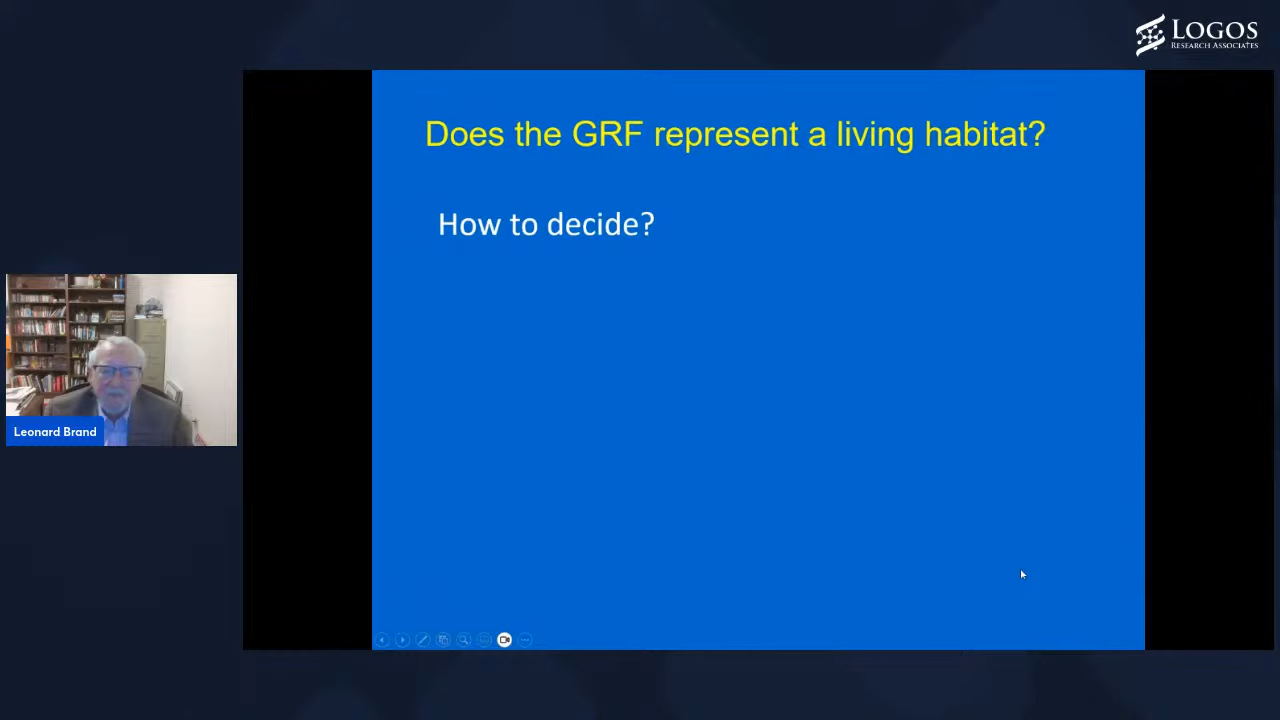 LOGOS
RESEARCH ASSOCIATES
Does the GRF represent a living habitat?
How to decide?
Leonard Brand